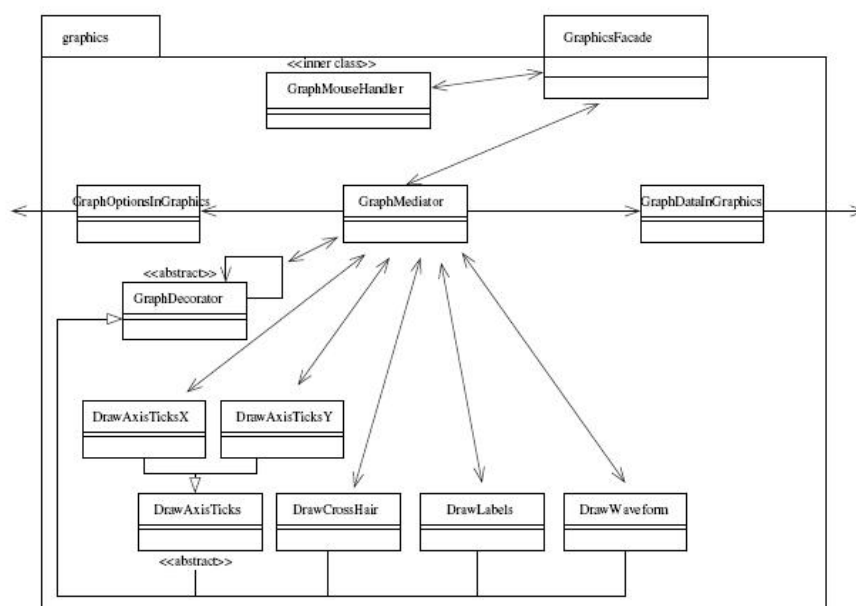 graphics
GraphicsFacade
<<inner class>>
GraphMouseHandler
GraphOptionsInGraphics
GraphMediator
GraphDataInGraphics
<<abstract>>
GraphDecorator
DrawAxisTicksX
DrawAxisTicksY
DrawAxisTicks
DrawCrossHair
DrawLabels
DrawWaveform
<<abstract>>